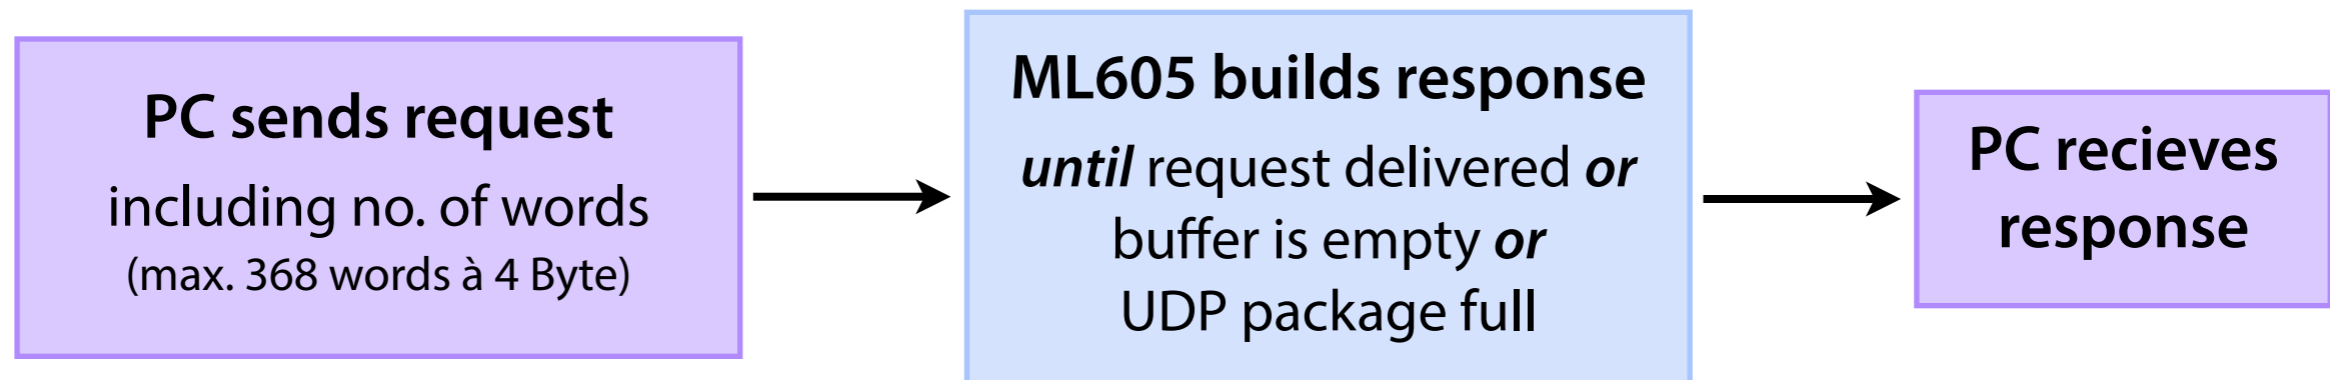 PC sends request
including no. of words
(max. 368 words à 4 Byte)
ML605 builds response
until request delivered or
buffer is empty or
UDP package full
PC recieves
response